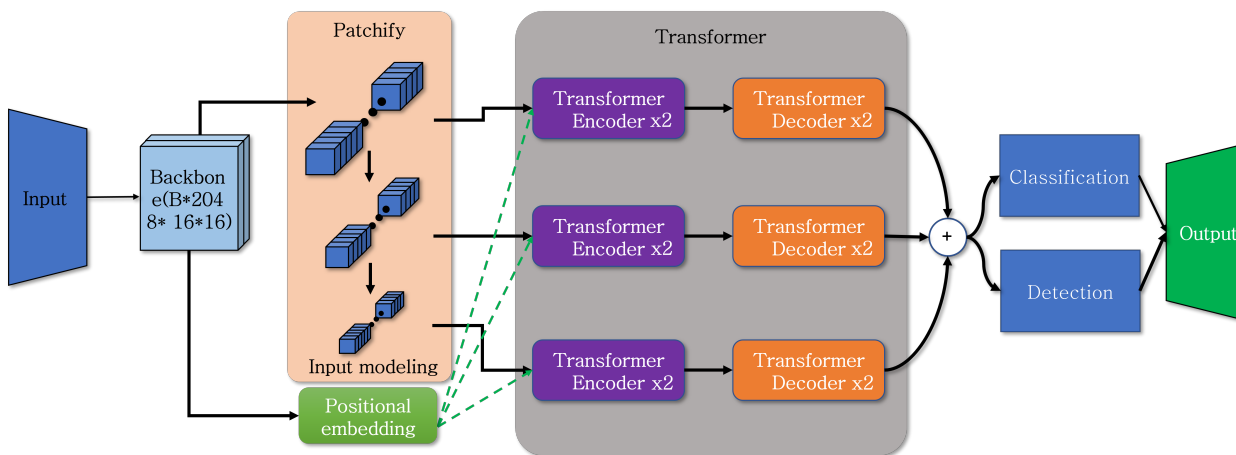 Input
Backbon
e(B*204
8* 16*16)
Patchify
Input modeling
Positional
embedding
Transformer
Transformer
Encoder x2
Transformer
Decoder x2
Transformer
Encoder x2
Transformer
Decoder x2
Transformer
Encoder x2
Transformer
Decoder x2
+
Classification
Detection
Output